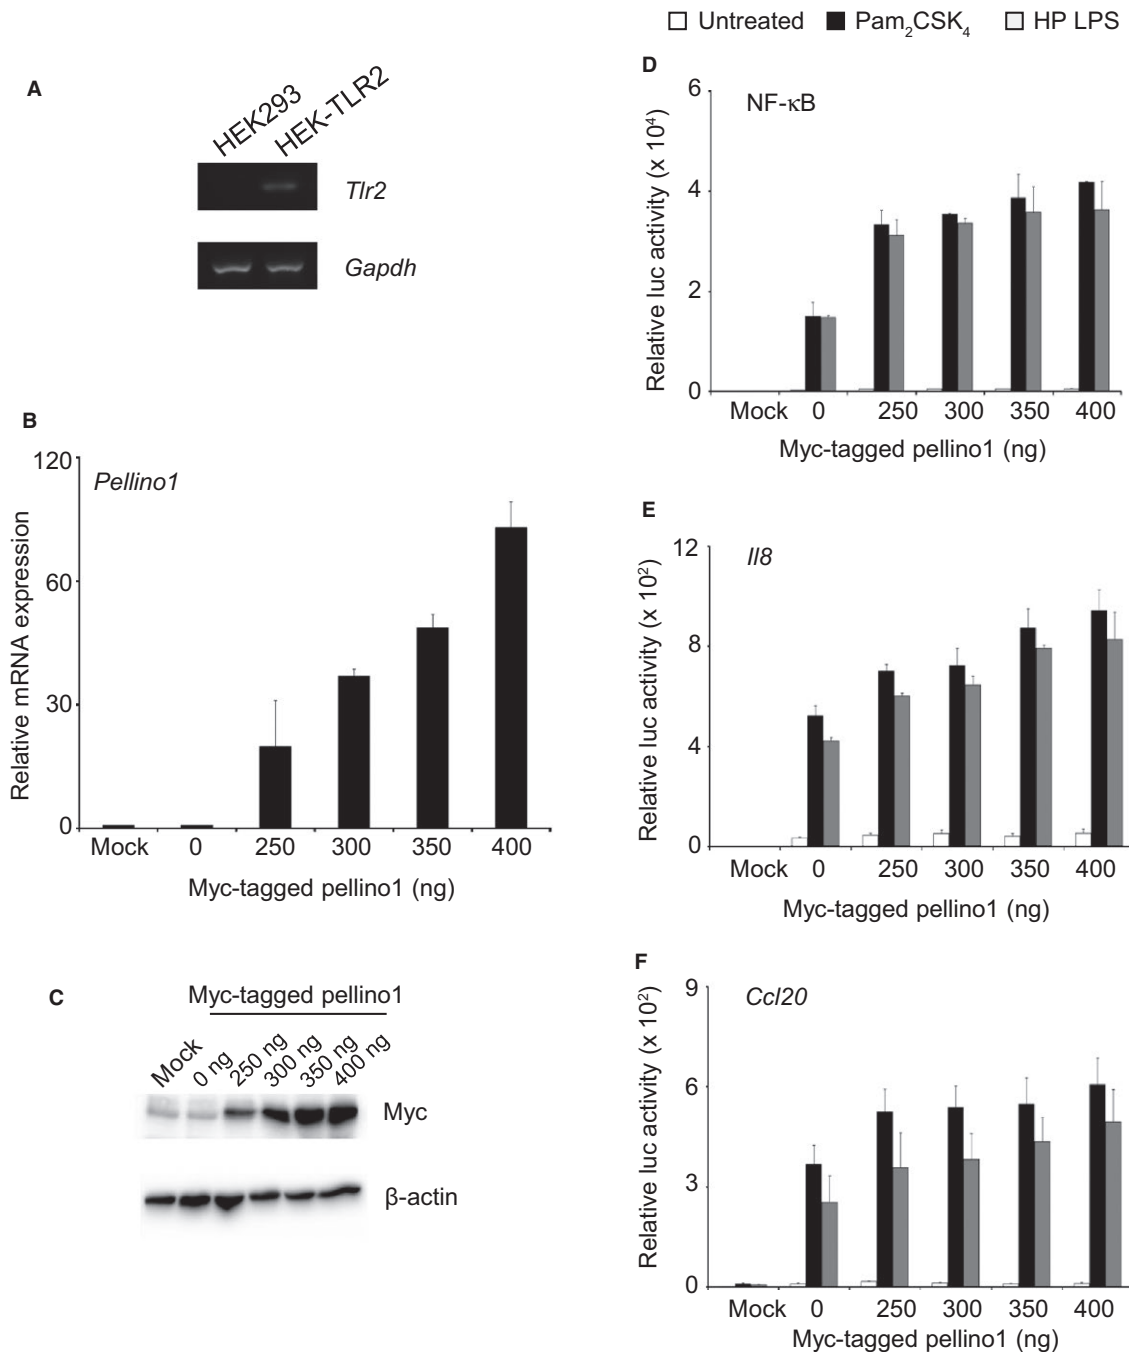 Untreated Pam₂CSK₄ HP LPS
A
HEK293
HEK-TLR2
Tlr2
Gapdh
B
Pellino1
Relative mRNA expression
120
60
30
0
Mock 0 250 300 350 400
Myc-tagged pellino1 (ng)
C
Myc-tagged pellino1
Mock
0 ng
250 ng
300 ng
350 ng
400 ng
Myc
β-actin
D
NF-κB
Relative luc activity (x 10⁴)
6
4
2
0
Mock 0 250 300 350 400
Myc-tagged pellino1 (ng)
E
Il8
Relative luc activity (x 10²)
12
8
4
0
Mock 0 250 300 350 400
Myc-tagged pellino1 (ng)
F
Ccl20
Relative luc activity (x 10²)
9
6
3
0
Mock 0 250 300 350 400
Myc-tagged pellino1 (ng)